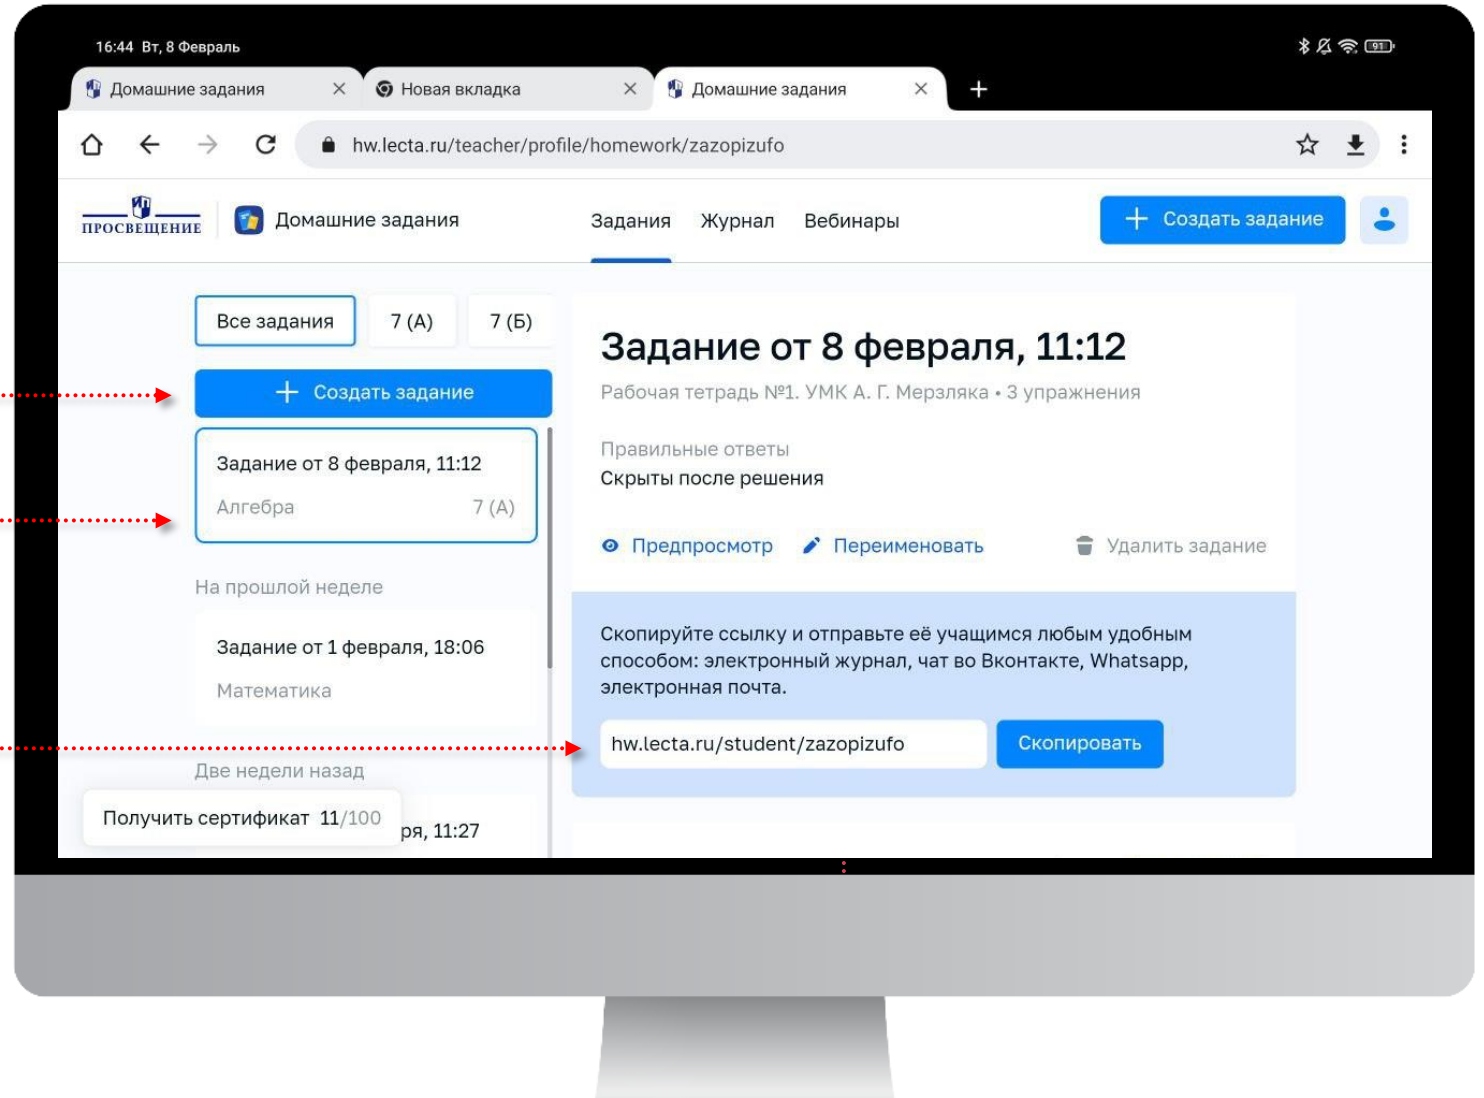 16:44 Вт, 8 Февраль
91
Домашние задания
Новая вкладка
Домашние задания
hw.lecta.ru/teacher/profile/homework/zazopizufo
ПРОСВЕЩЕНИЕ
Домашние задания
Задания Журнал Вебинары
Создать задание
Все задания 7 (А) 7 (Б)
Создать задание
Задание от 8 февраля, 11:12
Алгебра 7 (А)
На прошлой неделе
Задание от 1 февраля, 18:06
Математика
Две недели назад
ря, 11:27
Получить сертификат 11/100
Задание от 8 февраля, 11:12
Рабочая тетрадь №1. УМК А. Г. Мерзляка • 3 упражнения
Правильные ответы
Скрыты после решения
Предпросмотр Переименовать Удалить задание
Скопируйте ссылку и отправьте её учащимся любым удобным
способом: электронный журнал, чат во Вконтакте, Whatsapp,
электронная почта.
hw.lecta.ru/student/zazopizufo
Скопировать